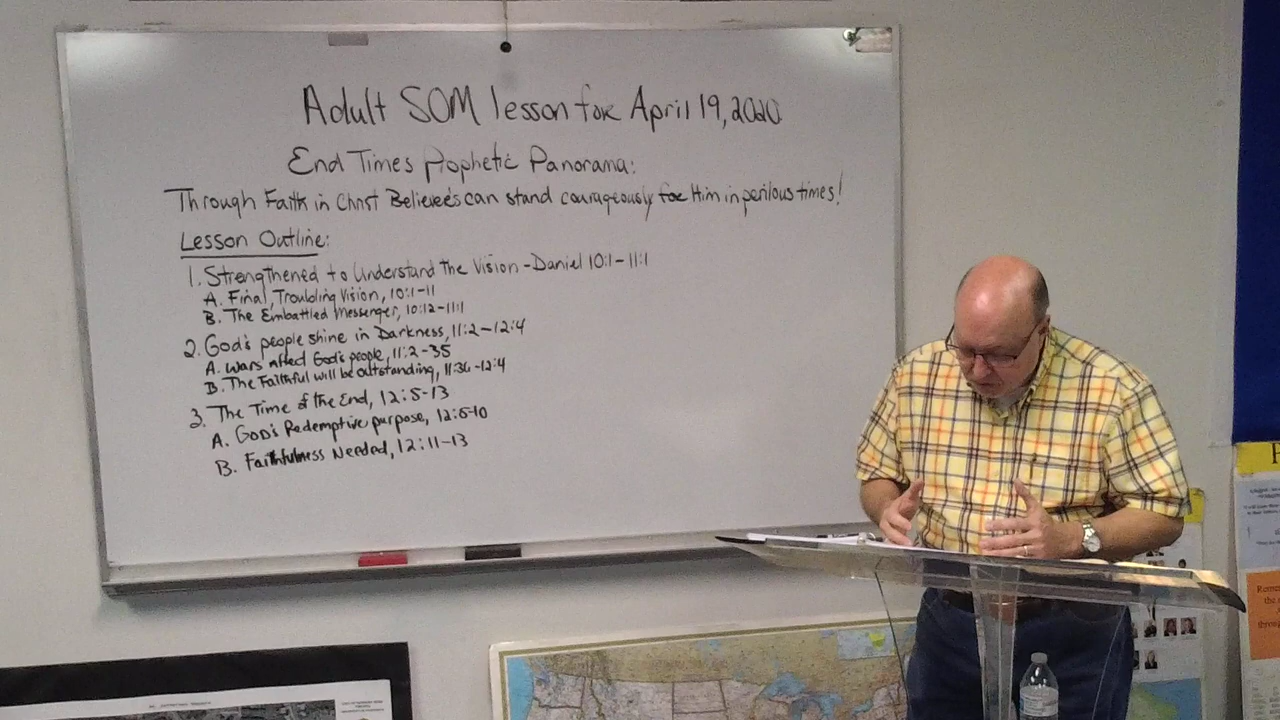 Adult SOM lesson for April 19, 2020
End Times Prophetic Panorama:
Through Faith in Christ Believers can stand courageously for Him in perilous times!
Lesson Outline:
1. Strengthened to Understand the Vision - Daniel 10:1-11:1
A. Final, Troubling Vision, 10:1-11
B. The Embattled Messenger, 10:12-11:1
2. God's people shine in Darkness, 11:2-12:4
A. Wars Affect God's people, 11:2-35
B. The Faithful will be outstanding, 11:36-12:4
3. The Time of the End, 12:5-13
A. God's Redemptive purpose, 12:5-10
B. Faithfulness Needed, 12:11-13